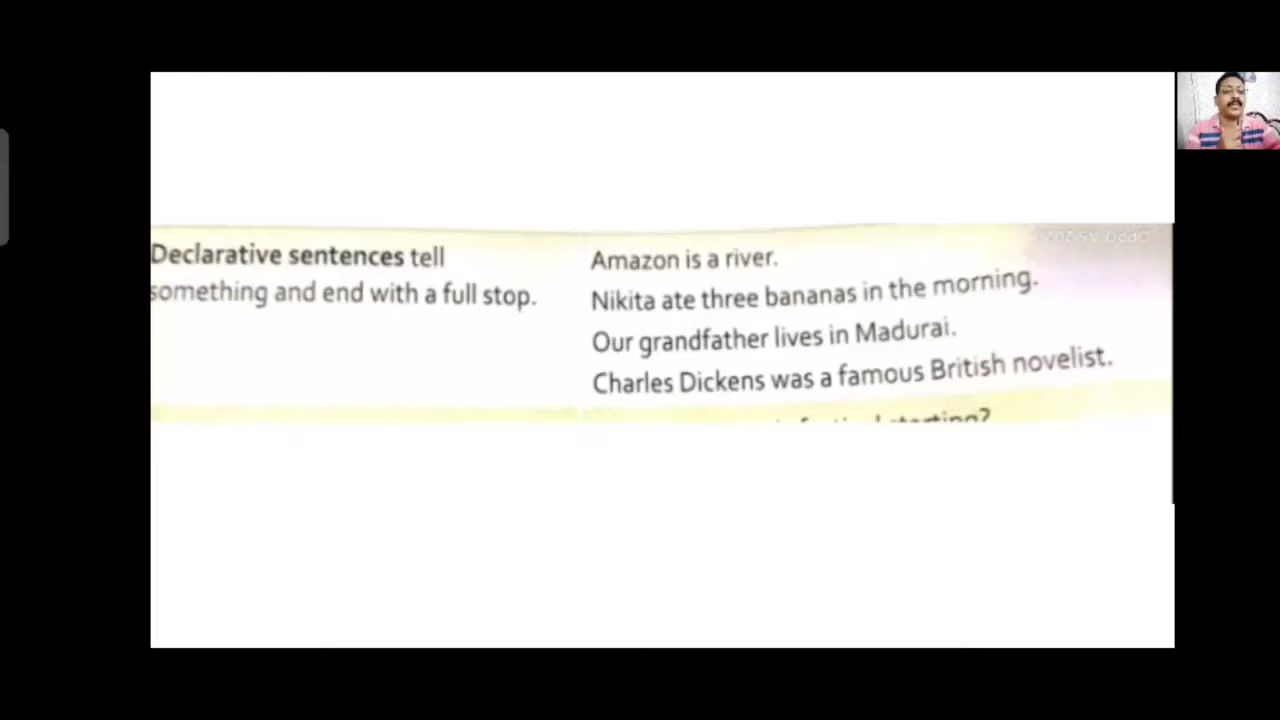 Declarative sentences tell
something and end with a full stop.
Amazon is a river.
Nikita ate three bananas in the morning.
Our grandfather lives in Madurai.
Charles Dickens was a famous British novelist.
starting?